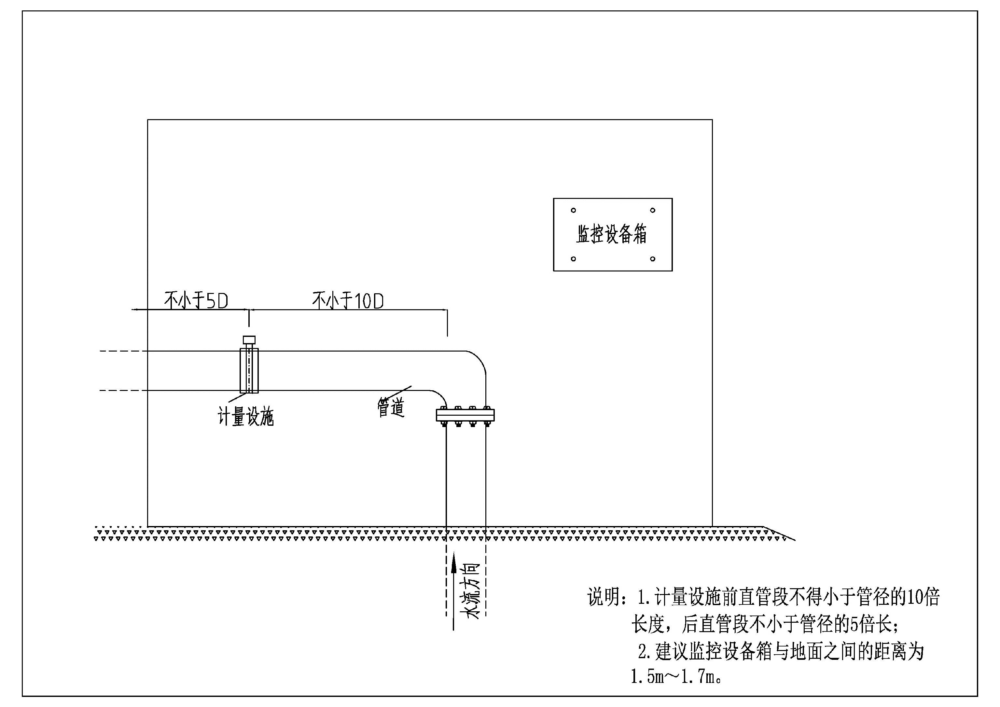 监控设备箱
不小于5D
不小于10D
计量设施
管道
水流方向
说明：1.计量设施前直管段不得小于管径的10倍
长度，后直管段不小于管径的5倍长；
2.建议监控设备箱与地面之间的距离为
1.5m～1.7m。